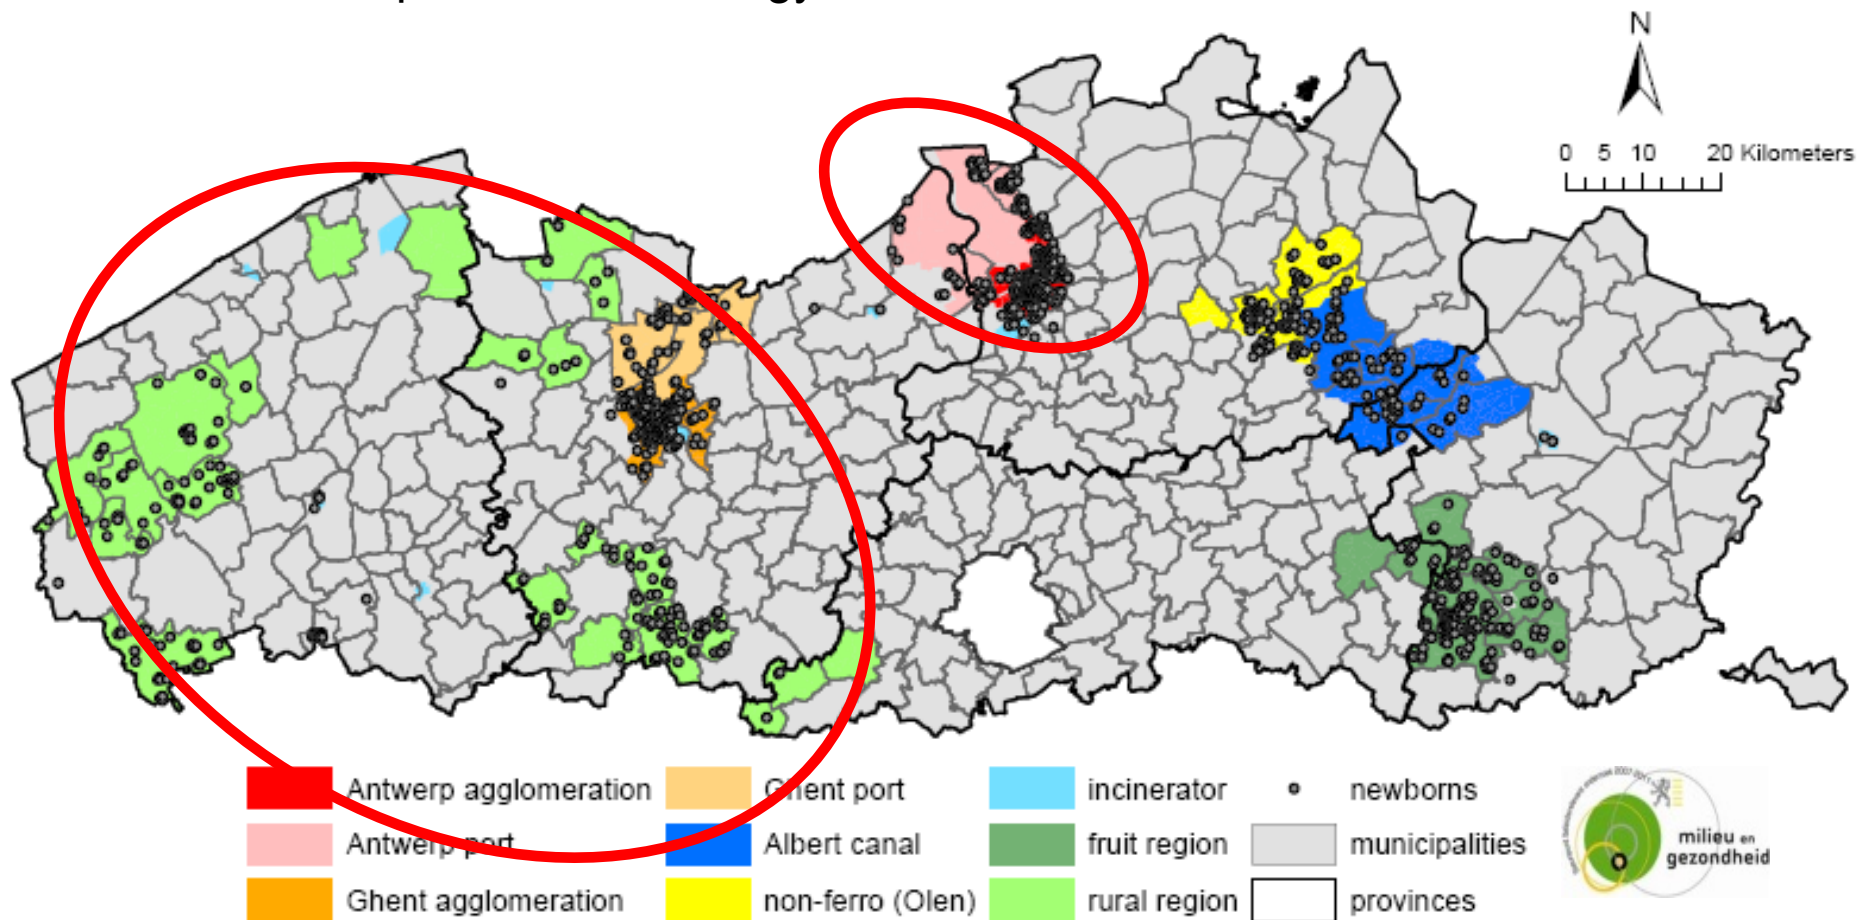 N
0 5 10 20 Kilometers
Antwerp agglomeration Ghent port incinerator newborns
Antwerp port Albert canal fruit region municipalities
Ghent agglomeration non-ferro (Olen) rural region provinces
milieu en
gezondheid